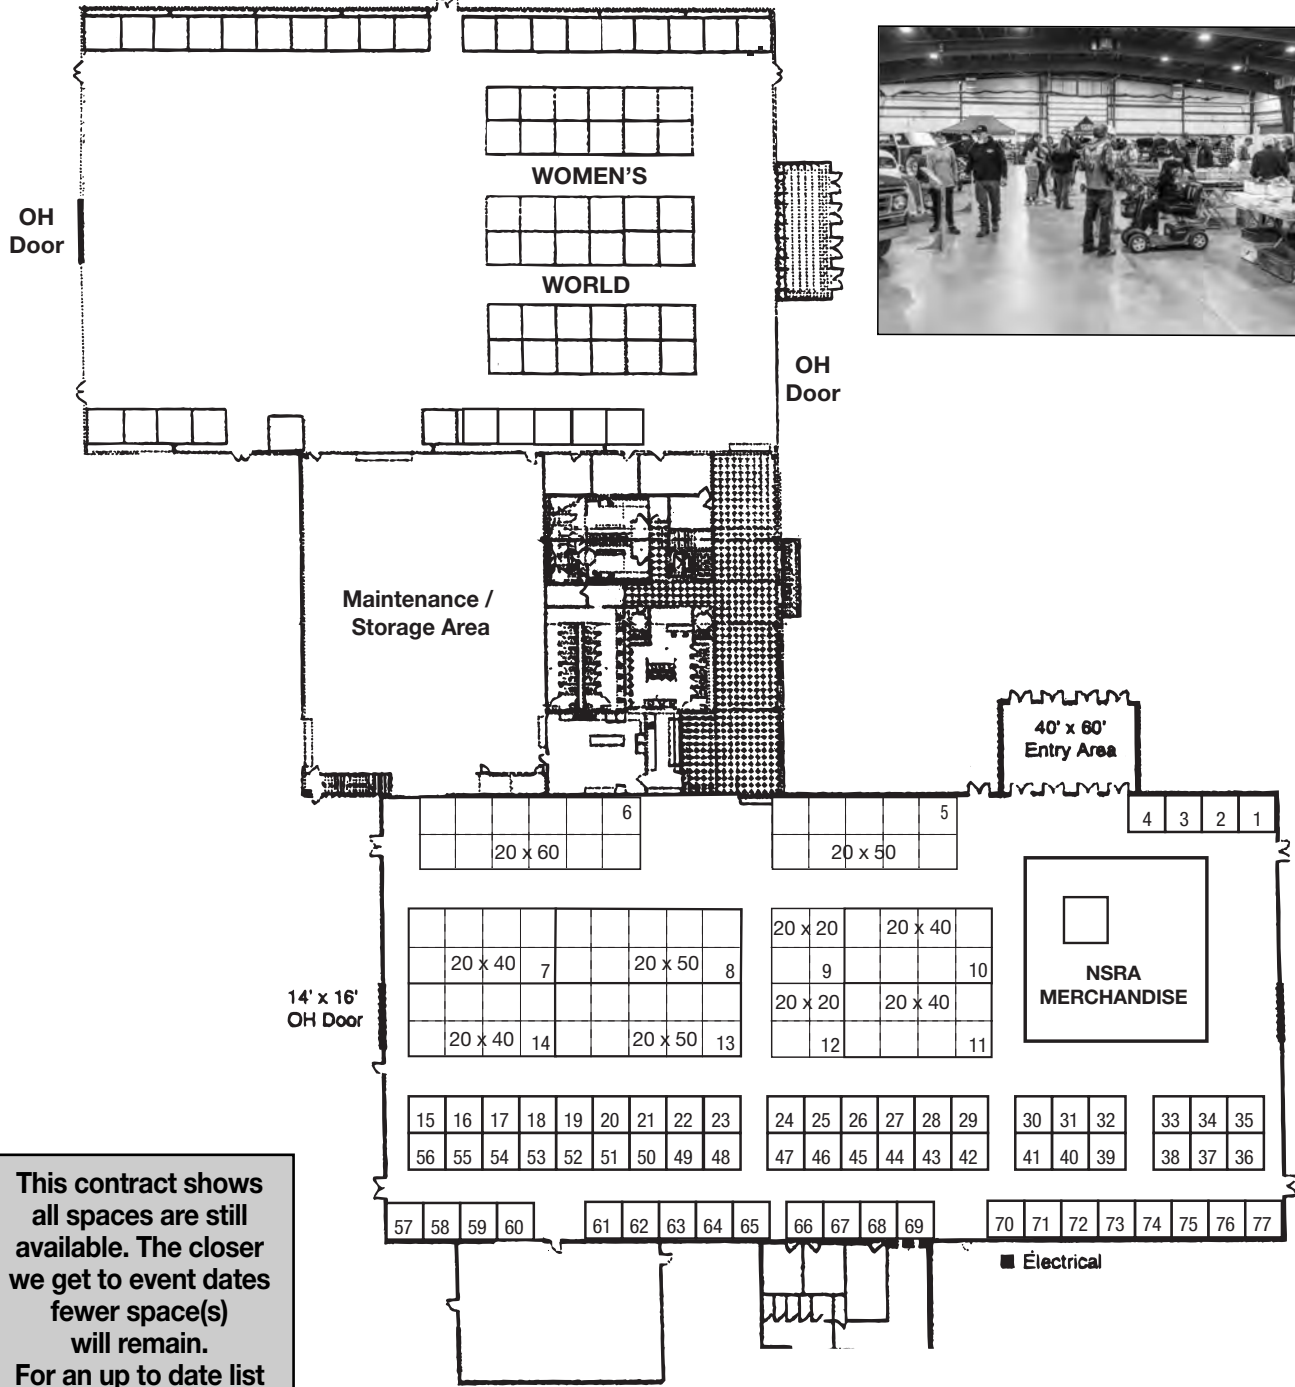 WOMEN'S
OH
Door
WORLD
OH
Door
Maintenance /
Storage Area
40' x 60'
Entry Area
6
5
4 3 2 1
20 x 60
20 x 50
20 x 20 20 x 40
20 x 40 7 20 x 50 8
9 10
NSRA
MERCHANDISE
14' x 16'
OH Door
20 x 20 20 x 40
20 x 40 14 20 x 50 13
12 11
15 16 17 18 19 20 21 22 23 24 25 26 27 28 29 30 31 32 33 34 35
56 55 54 53 52 51 50 49 48 47 46 45 44 43 42 41 40 39 38 37 36
57 58 59 60 61 62 63 64 65 66 67 68 69 70 71 72 73 74 75 76 77
Electrical
This contract shows
all spaces are still
available. The closer
we get to event dates
fewer space(s)
will remain.
For an up to date list